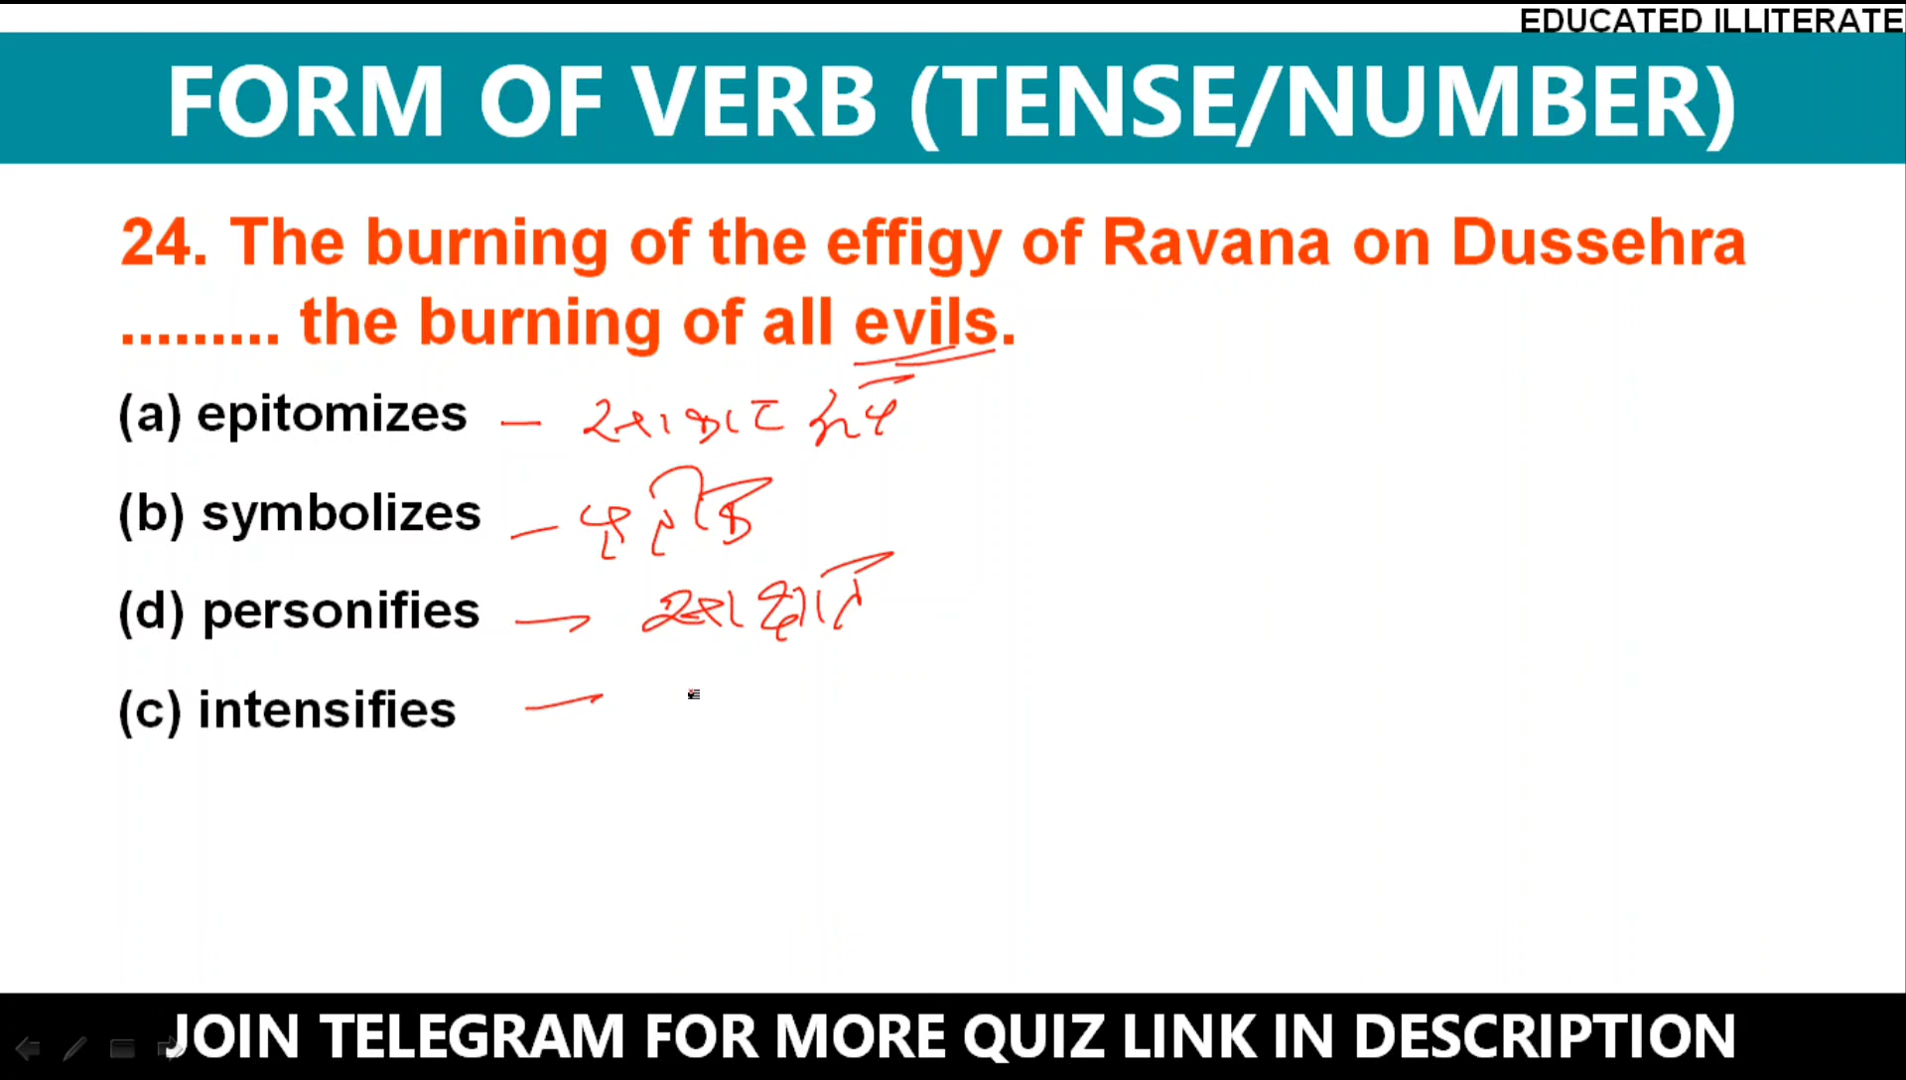 EDUCATED ILLITERATE
FORM OF VERB (TENSE/NUMBER)
24. The burning of the effigy of Ravana on Dussehra
......... the burning of all evils.
(a) epitomizes -
(b) symbolizes -
(d) personifies -
(c) intensifies -
JOIN TELEGRAM FOR MORE QUIZ LINK IN DESCRIPTION